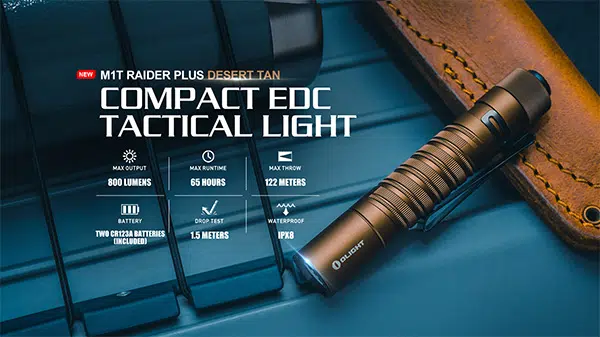 NEW M1T RAIDER PLUS DESERT TAN
COMPACT EDC
TACTICAL LIGHT
MAX OUTPUT
800 LUMENS
MAX RUNTIME
65 HOURS
MAX THROW
122 METERS
BATTERY
TWO CR123A BATTERIES
(INCLUDED)
DROP TEST
1.5 METERS
WATERPROOF
IPX8
OLIGHT